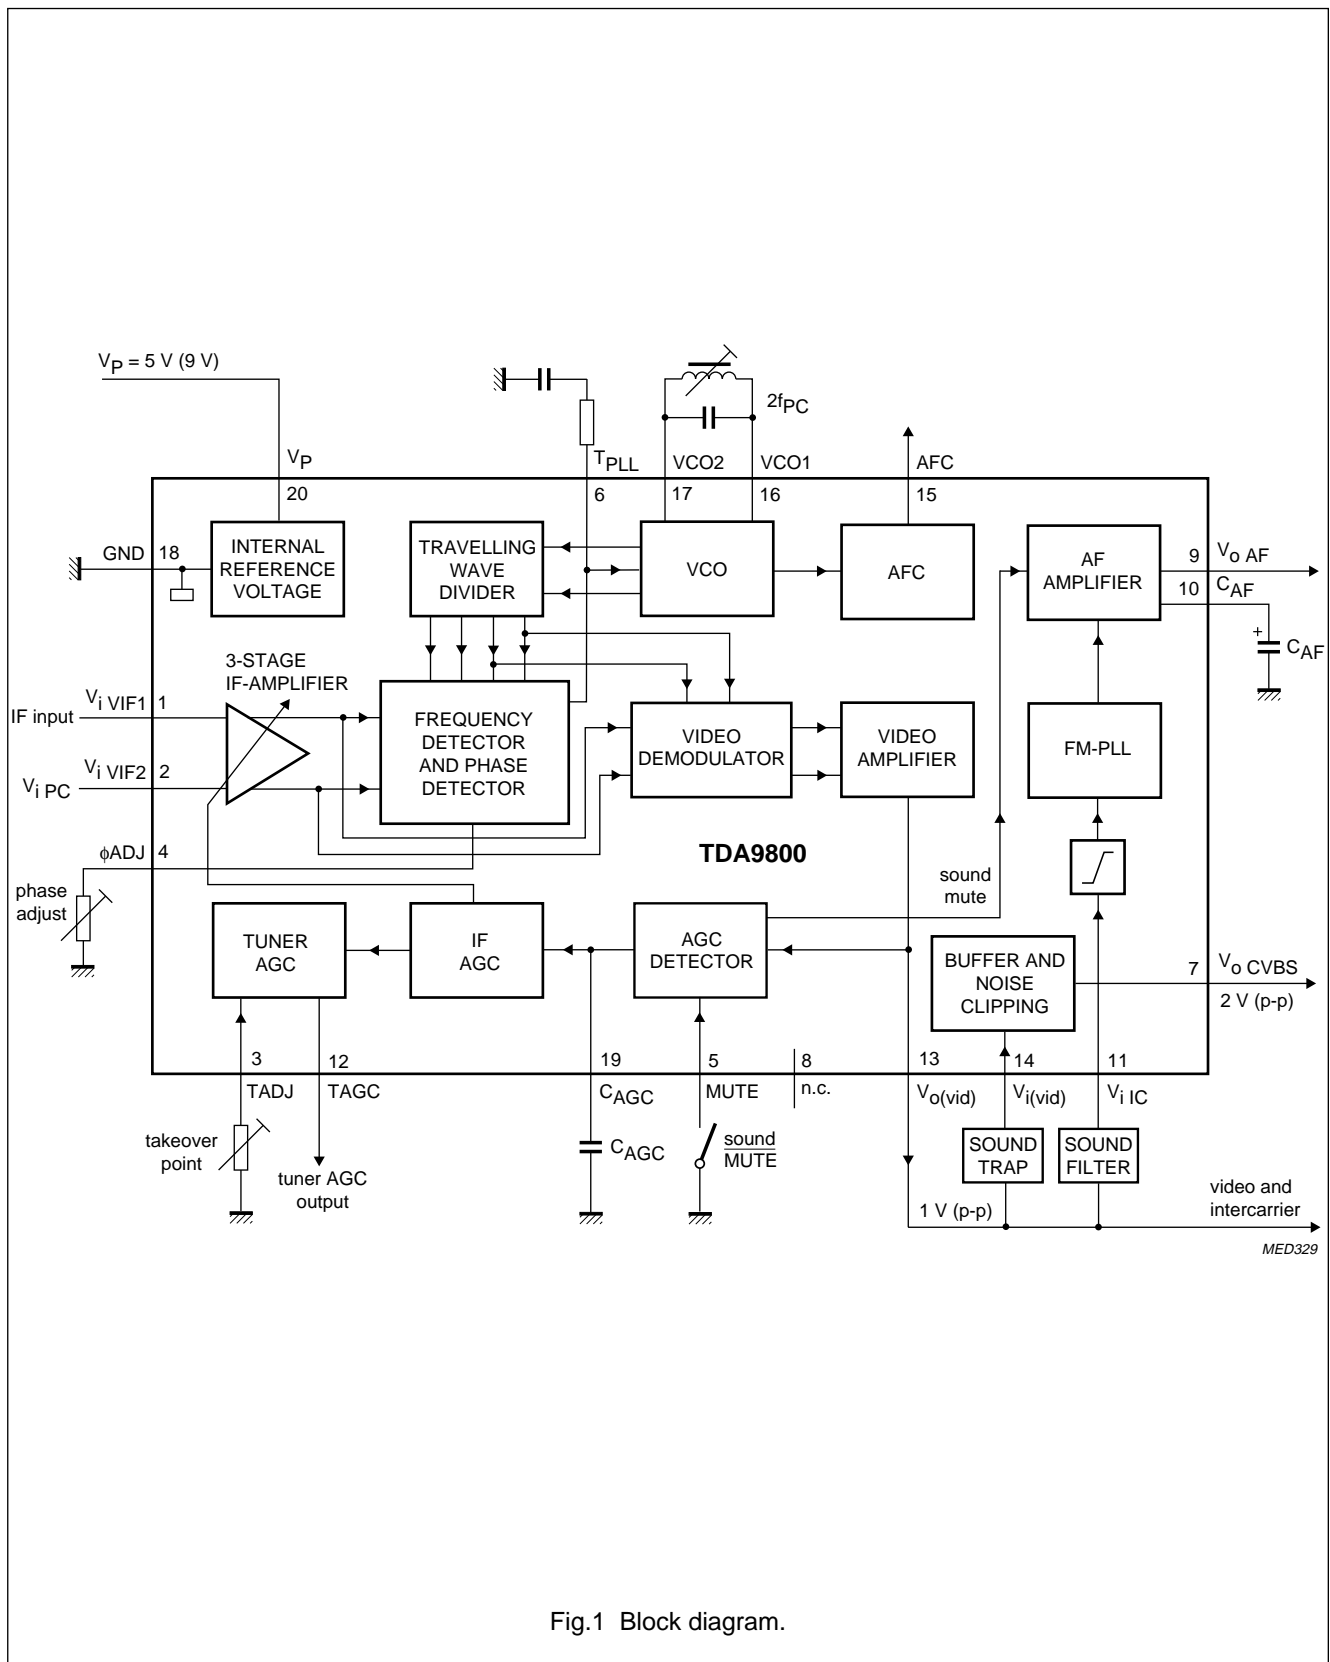 V_P = 5 V (9 V)
2f_PC
V_P
T_PLL
VCO2
VCO1
AFC
20
6
17
16
15
GND
18
INTERNAL
REFERENCE
VOLTAGE
TRAVELLING
WAVE
DIVIDER
VCO
AFC
AF
AMPLIFIER
9
V_o AF
10
C_AF
+
C_AF
3-STAGE
IF-AMPLIFIER
IF input
V_i VIF1
1
V_i PC
V_i VIF2
2
FREQUENCY
DETECTOR
AND PHASE
DETECTOR
VIDEO
DEMODULATOR
VIDEO
AMPLIFIER
FM-PLL
ϕADJ
4
TDA9800
phase
adjust
sound
mute
TUNER
AGC
IF
AGC
AGC
DETECTOR
BUFFER AND
NOISE
CLIPPING
7
V_o CVBS
2 V (p-p)
3
12
19
5
8
13
14
11
TADJ
TAGC
C_AGC
MUTE
n.c.
V_o(vid)
V_i(vid)
V_i IC
takeover
point
tuner AGC
output
C_AGC
sound
MUTE
SOUND
TRAP
SOUND
FILTER
1 V (p-p)
video and
intercarrier
MED329
Fig.1 Block diagram.